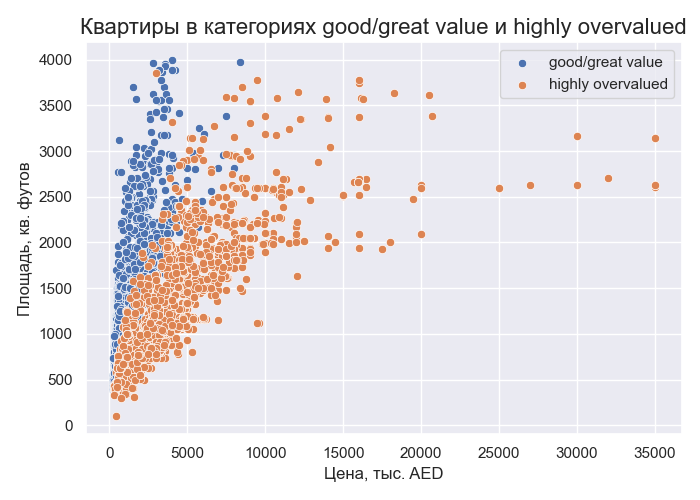 Квартиры в категориях good/great value и highly overvalued
good/great value
highly overvalued
Площадь, кв. футов
4000
3500
3000
2500
2000
1500
1000
500
0
0 5000 10000 15000 20000 25000 30000 35000
Цена, тыс. AED